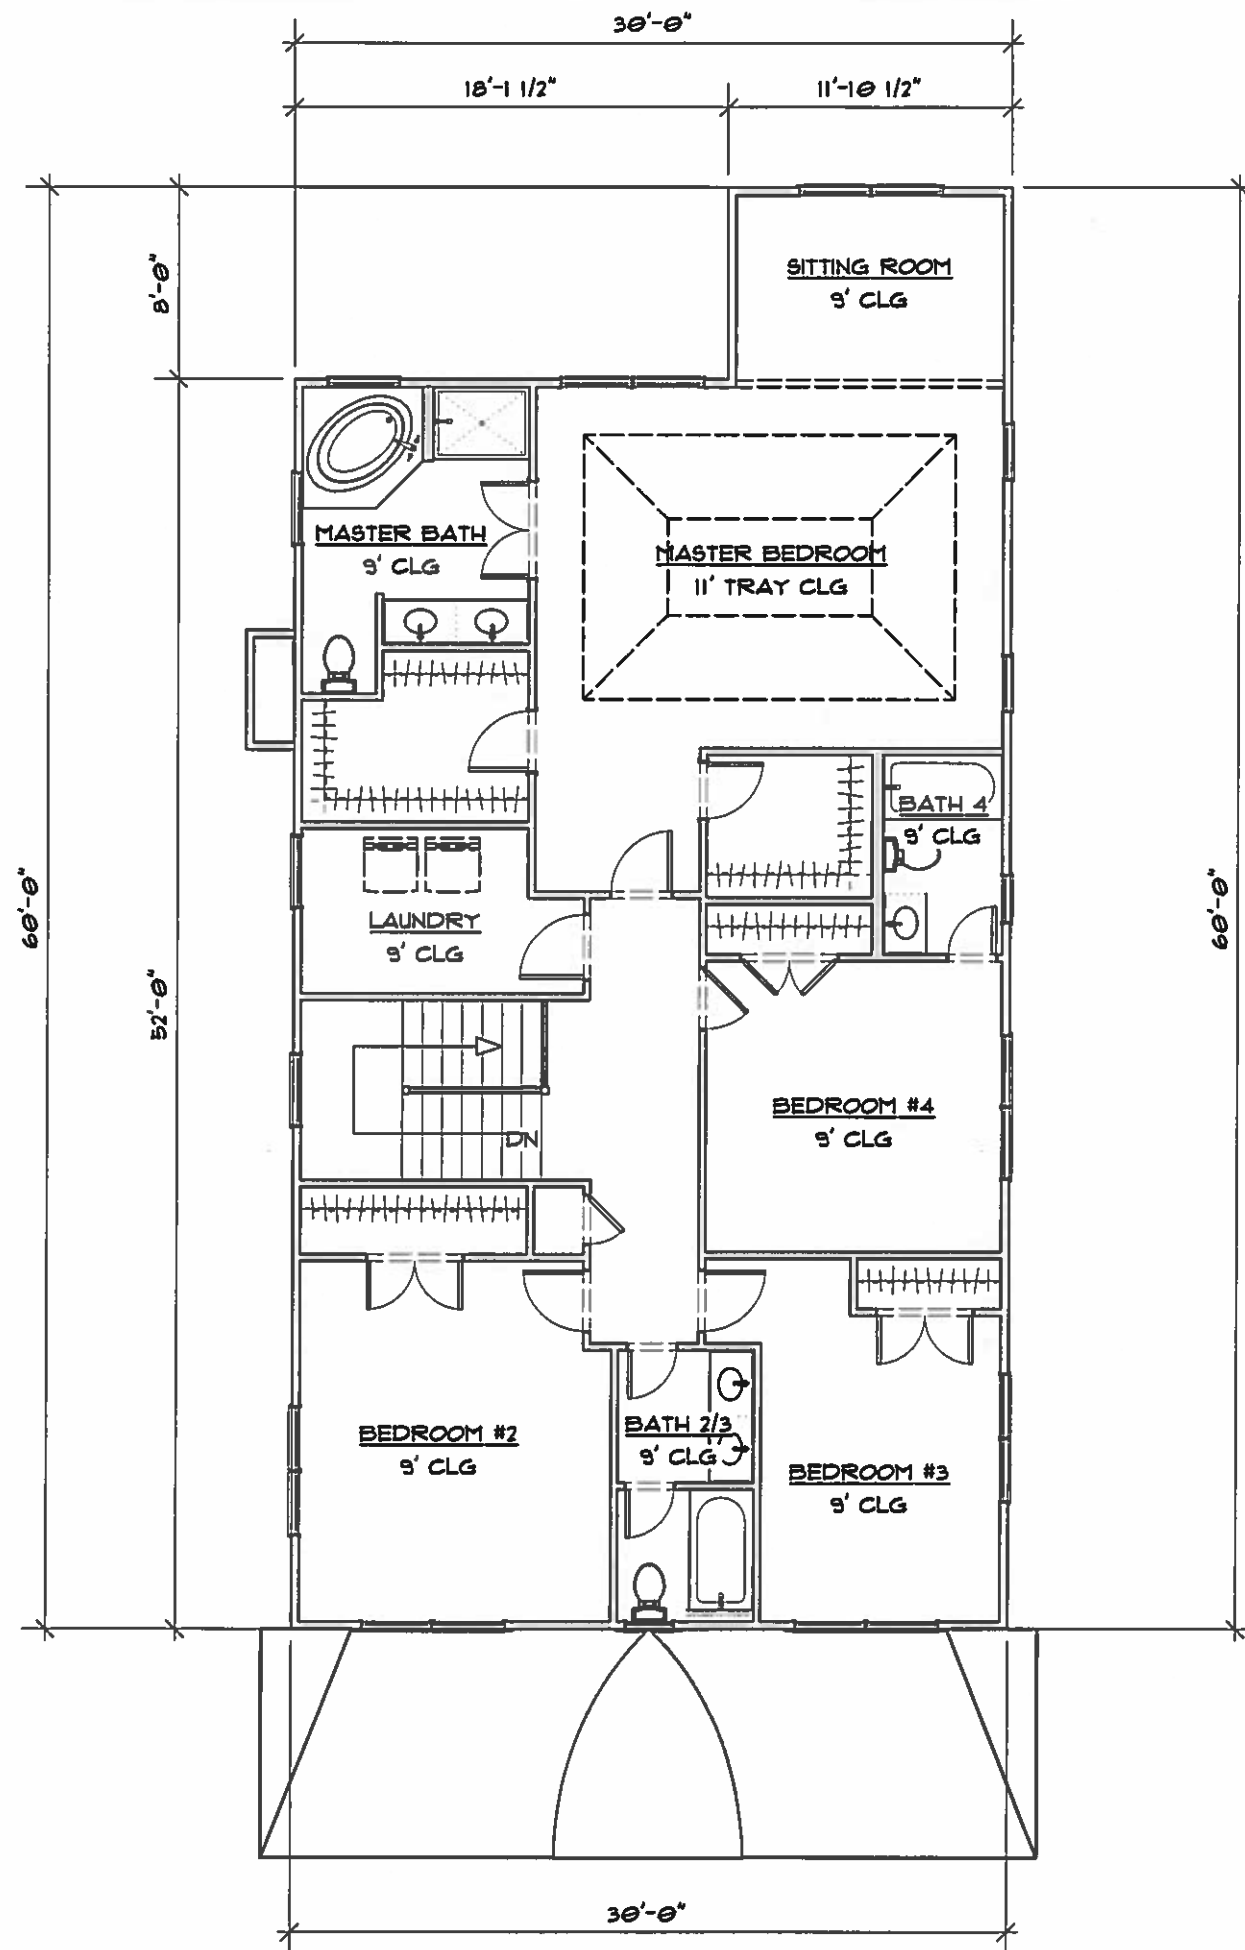 30'-0"
18'-1 1/2"
11'-10 1/2"
8'-0"
SITTING ROOM
9' CLG
MASTER BATH
9' CLG
MASTER BEDROOM
11' TRAY CLG
BATH 4
9' CLG
60'-0"
60'-0"
LAUNDRY
9' CLG
52'-0"
BEDROOM #4
9' CLG
DN
BEDROOM #2
9' CLG
BATH 2/3
9' CLG
BEDROOM #3
9' CLG
30'-0"